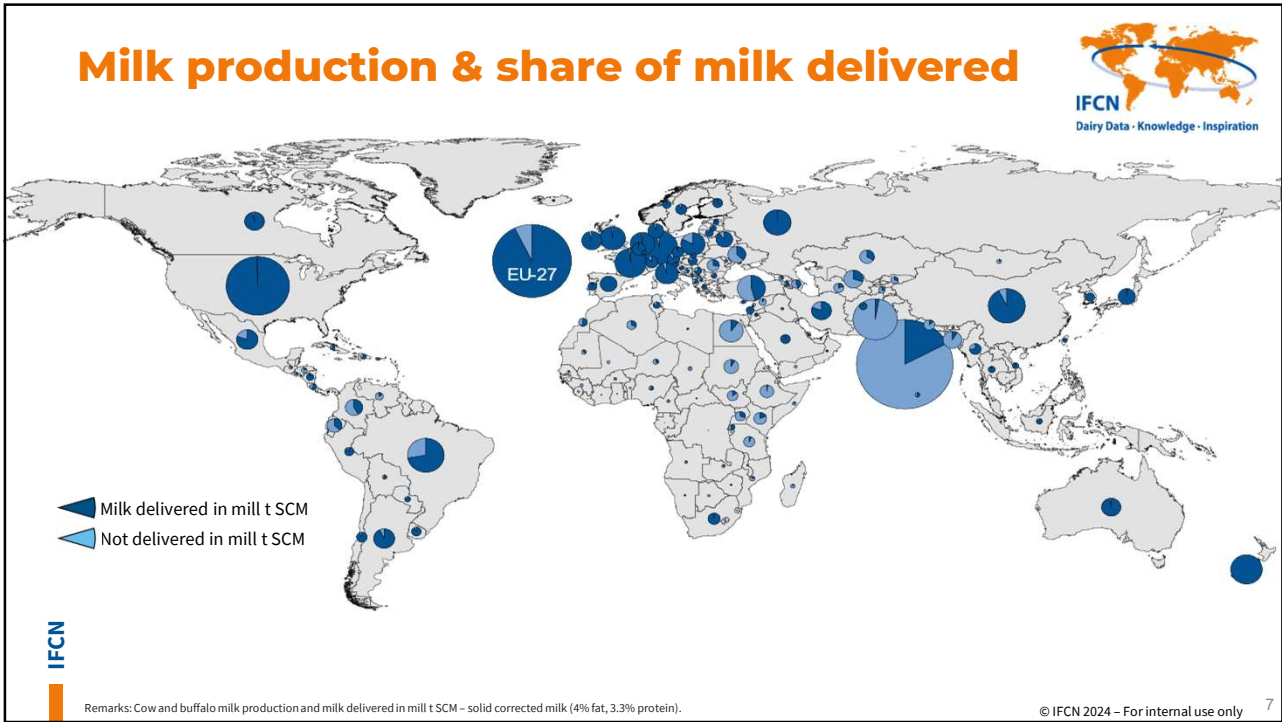 Milk production & share of milk delivered
IFCN
Dairy Data · Knowledge · Inspiration
EU-27
Milk delivered in mill t SCM
Not delivered in mill t SCM
IFCN
Remarks: Cow and buffalo milk production and milk delivered in mill t SCM – solid corrected milk (4% fat, 3.3% protein).
© IFCN 2024 – For internal use only
7